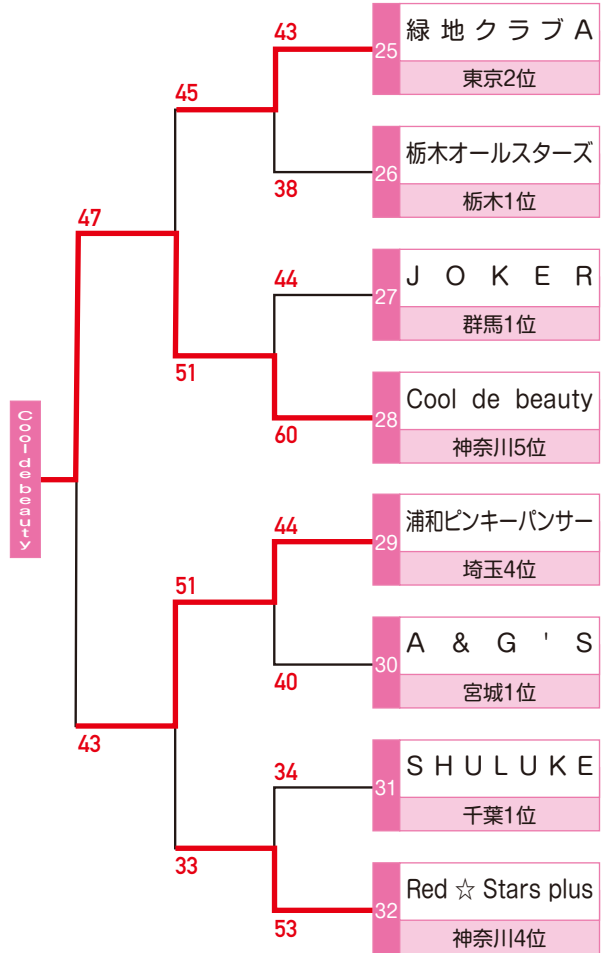 43
25
緑地クラブA
東京2位
45
26
栃木オールスターズ
栃木1位
38
47
44
27
JOKER
群馬1位
51
28
Cool de beauty
神奈川5位
60
Cool de beauty
44
29
浦和ピンキーパンサー
埼玉4位
51
30
A & G ' S
宮城1位
40
43
34
31
SHULUKE
千葉1位
33
32
Red ☆ Stars plus
神奈川4位
53